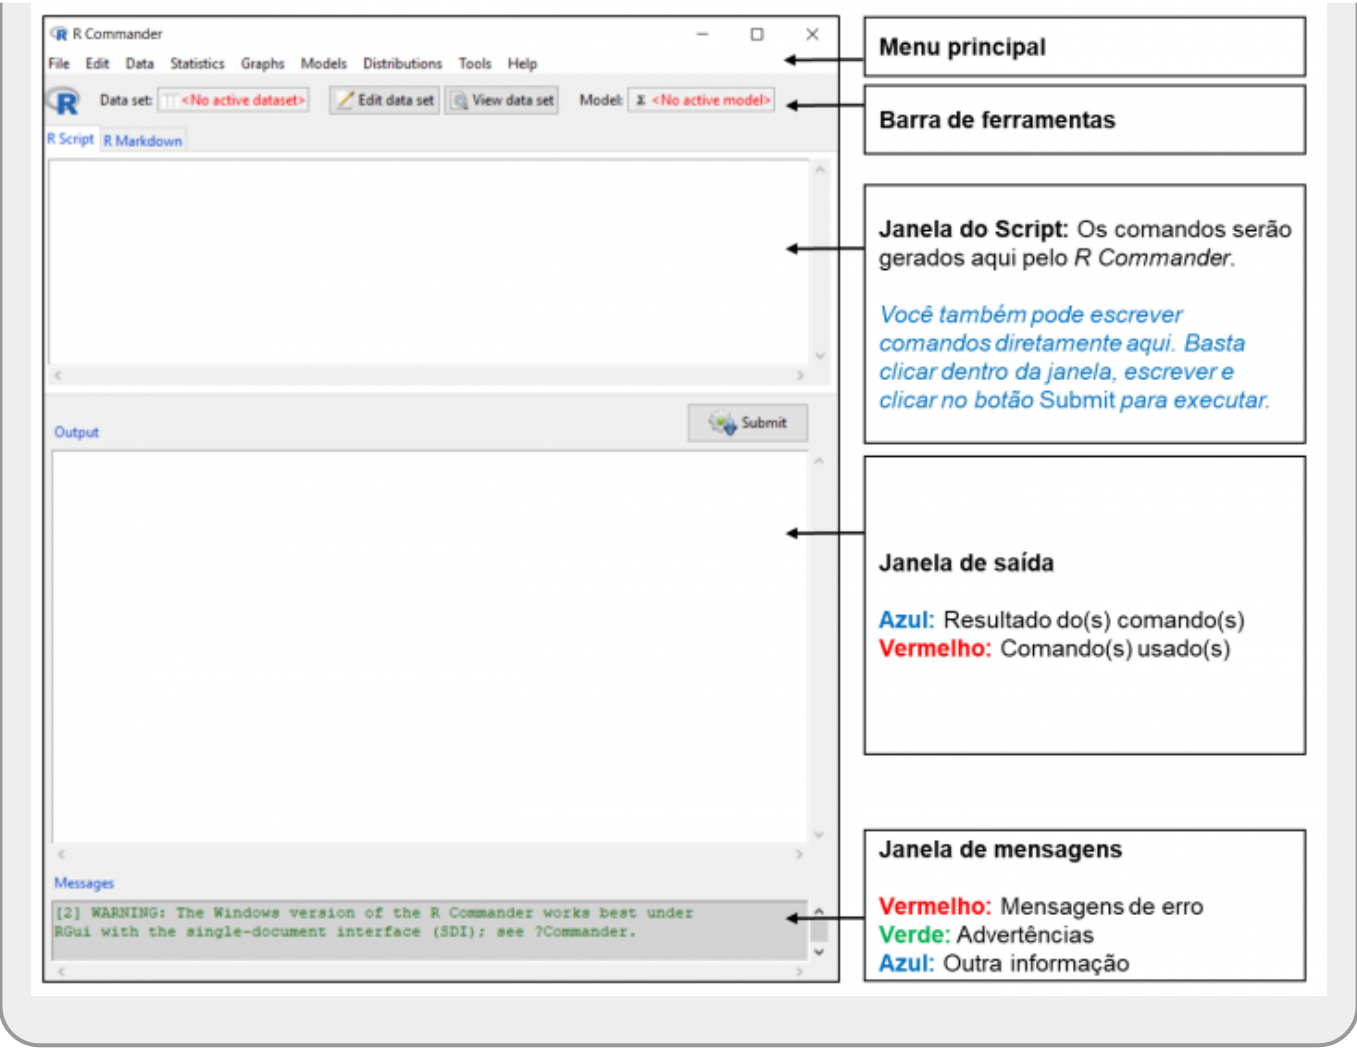 R Commander
File Edit Data Statistics Graphs Models Distributions Tools Help
Data set: <No active dataset> Edit data set View data set Model: Σ <No active model>
R Script R Markdown
Submit
Output
Messages
[2] WARNING: The Windows version of the R Commander works best under
RGui with the single-document interface (SDI); see ?Commander.
Menu principal
Barra de ferramentas
Janela do Script: Os comandos serão
gerados aqui pelo R Commander.
Você também pode escrever
comandos diretamente aqui. Basta
clicar dentro da janela, escrever e
clicar no botão Submit para executar.
Janela de saída
Azul: Resultado do(s) comando(s)
Vermelho: Comando(s) usado(s)
Janela de mensagens
Vermelho: Mensagens de erro
Verde: Advertências
Azul: Outra informação